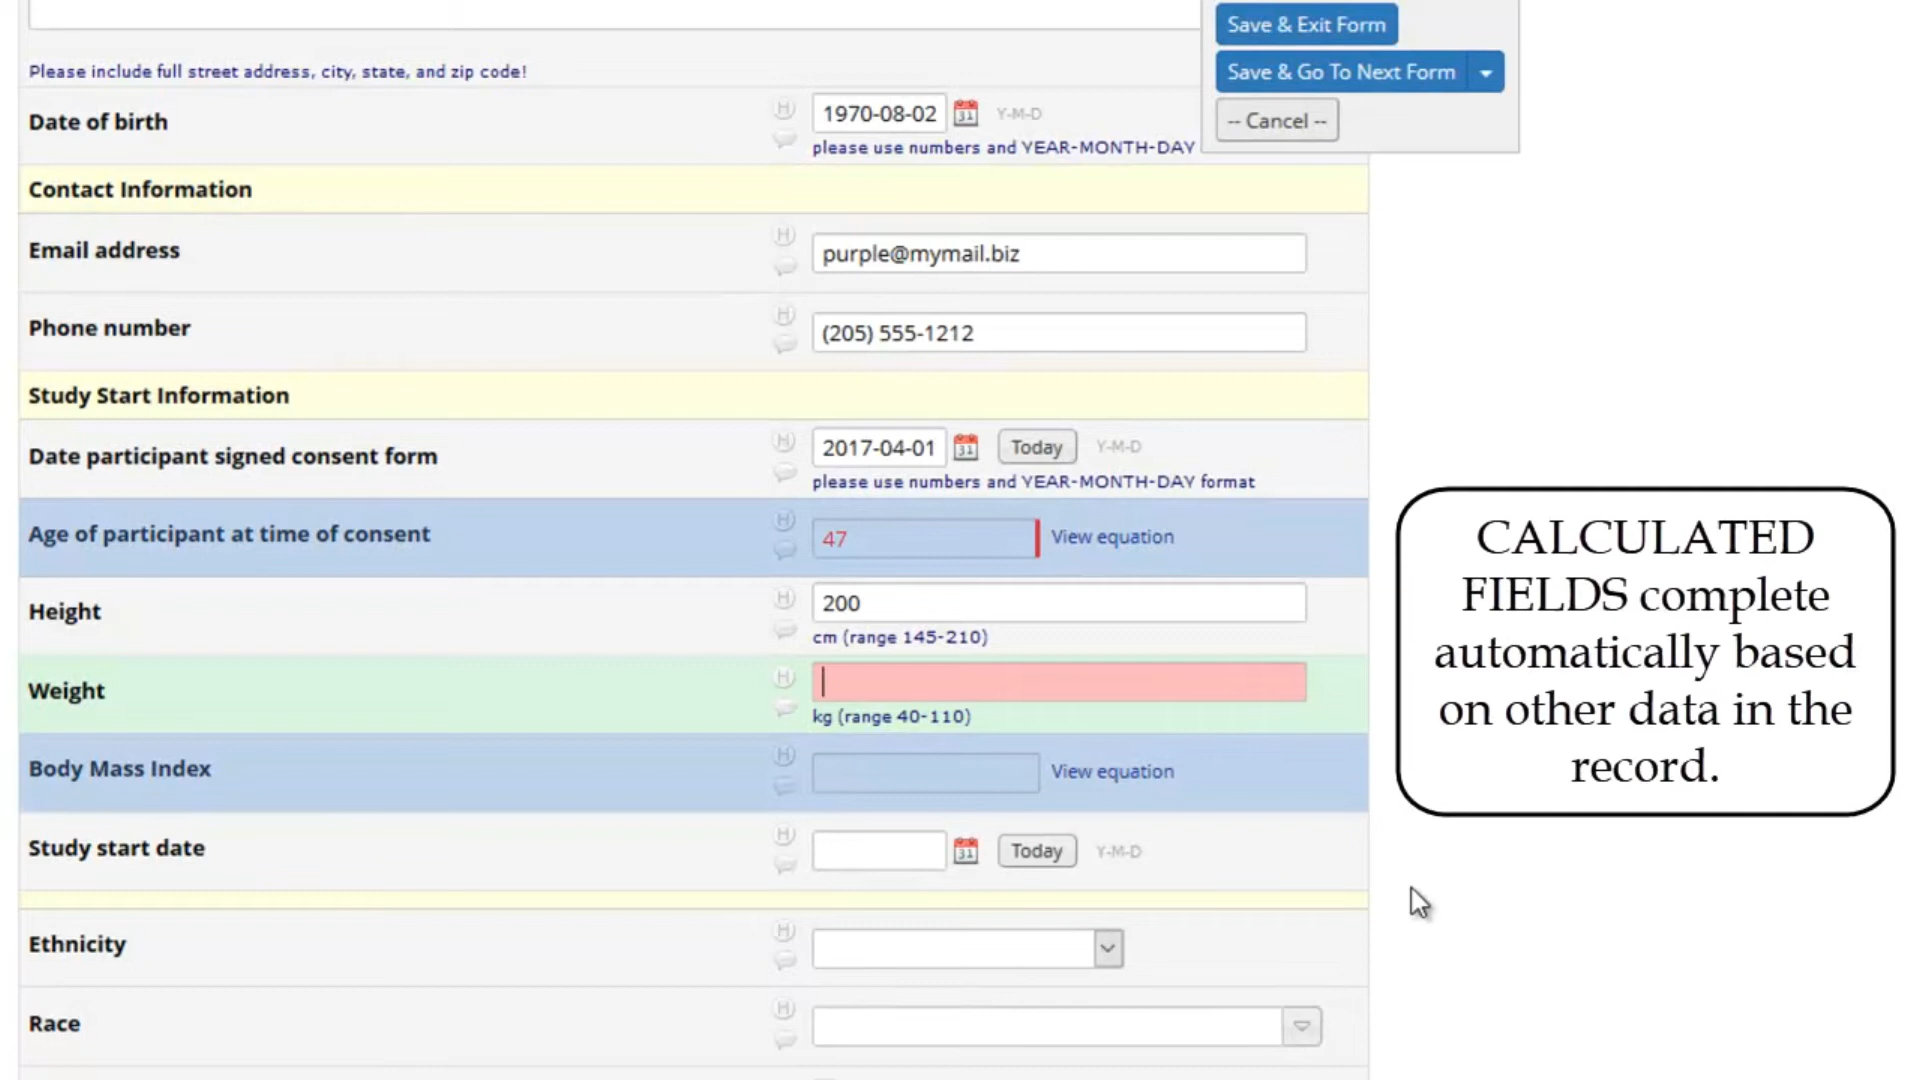 Save & Exit Form
Save & Go To Next Form
-- Cancel --
Please include full street address, city, state, and zip code!
Date of birth
H
1970-08-02
31
Y-M-D
please use numbers and YEAR-MONTH-DAY
Contact Information
Email address
H
purple@mymail.biz
Phone number
H
(205) 555-1212
Study Start Information
Date participant signed consent form
H
2017-04-01
31
Today
Y-M-D
please use numbers and YEAR-MONTH-DAY format
Age of participant at time of consent
H
47
View equation
Height
H
200
cm (range 145-210)
Weight
H
kg (range 40-110)
Body Mass Index
H
View equation
Study start date
H
31
Today
Y-M-D
Ethnicity
H
Race
H
CALCULATED
FIELDS complete
automatically based
on other data in the
record.